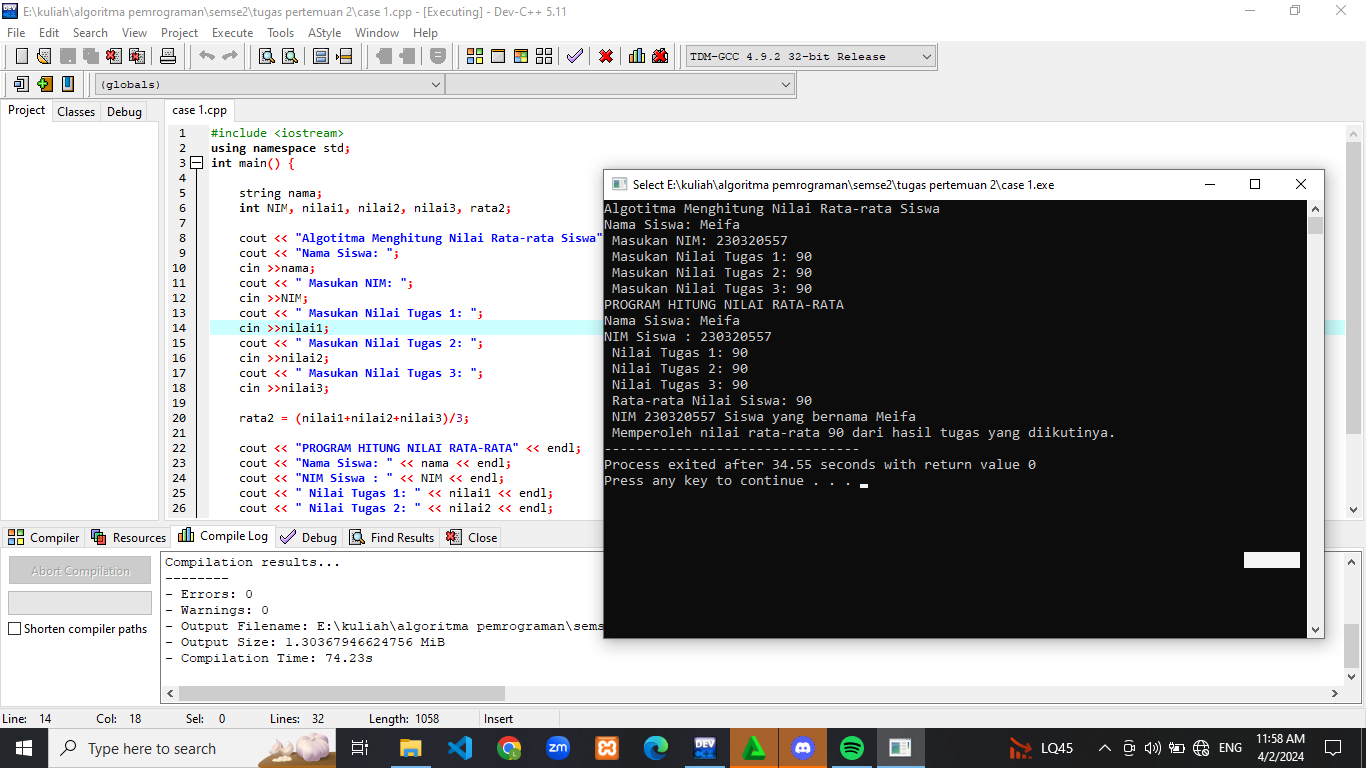 E:\kuliah\algoritma pemrograman\semse2\tugas pertemuan 2\case 1.cpp - [Executing] - Dev-C++ 5.11
File Edit Search View Project Execute Tools AStyle Window Help
TDM-GCC 4.9.2 32-bit Release
(globals)
Project Classes Debug
case 1.cpp
1 #include <iostream>
2 using namespace std;
3 int main() {
4
5 string nama;
6 int NIM, nilai1, nilai2, nilai3, rata2;
7
8 cout << "Algotitma Menghitung Nilai Rata-rata Siswa"
9 cout << "Nama Siswa: ";
10 cin >>nama;
11 cout << " Masukan NIM: ";
12 cin >>NIM;
13 cout << " Masukan Nilai Tugas 1: ";
14 cin >>nilai1;
15 cout << " Masukan Nilai Tugas 2: ";
16 cin >>nilai2;
17 cout << " Masukan Nilai Tugas 3: ";
18 cin >>nilai3;
19
20 rata2 = (nilai1+nilai2+nilai3)/3;
21
22 cout << "PROGRAM HITUNG NILAI RATA-RATA" << endl;
23 cout << "Nama Siswa: " << nama << endl;
24 cout << "NIM Siswa : " << NIM << endl;
25 cout << " Nilai Tugas 1: " << nilai1 << endl;
26 cout << " Nilai Tugas 2: " << nilai2 << endl;
Select E:\kuliah\algoritma pemrograman\semse2\tugas pertemuan 2\case 1.exe
Algotitma Menghitung Nilai Rata-rata Siswa
Nama Siswa: Meifa
Masukan NIM: 230320557
Masukan Nilai Tugas 1: 90
Masukan Nilai Tugas 2: 90
Masukan Nilai Tugas 3: 90
PROGRAM HITUNG NILAI RATA-RATA
Nama Siswa: Meifa
NIM Siswa : 230320557
Nilai Tugas 1: 90
Nilai Tugas 2: 90
Nilai Tugas 3: 90
Rata-rata Nilai Siswa: 90
NIM 230320557 Siswa yang bernama Meifa
Memperoleh nilai rata-rata 90 dari hasil tugas yang diikutinya.
--------------------------------
Process exited after 34.55 seconds with return value 0
Press any key to continue . . .
Compiler Resources Compile Log Debug Find Results Close
Abort Compilation
Shorten compiler paths
Compilation results...
--------
- Errors: 0
- Warnings: 0
- Output Filename: E:\kuliah\algoritma pemrograman\sems
- Output Size: 1.30367946624756 MiB
- Compilation Time: 74.23s
Line: 14 Col: 18 Sel: 0 Lines: 32 Length: 1058 Insert
Type here to search
DEV
zm
LQ45
ENG
11:58 AM
4/2/2024